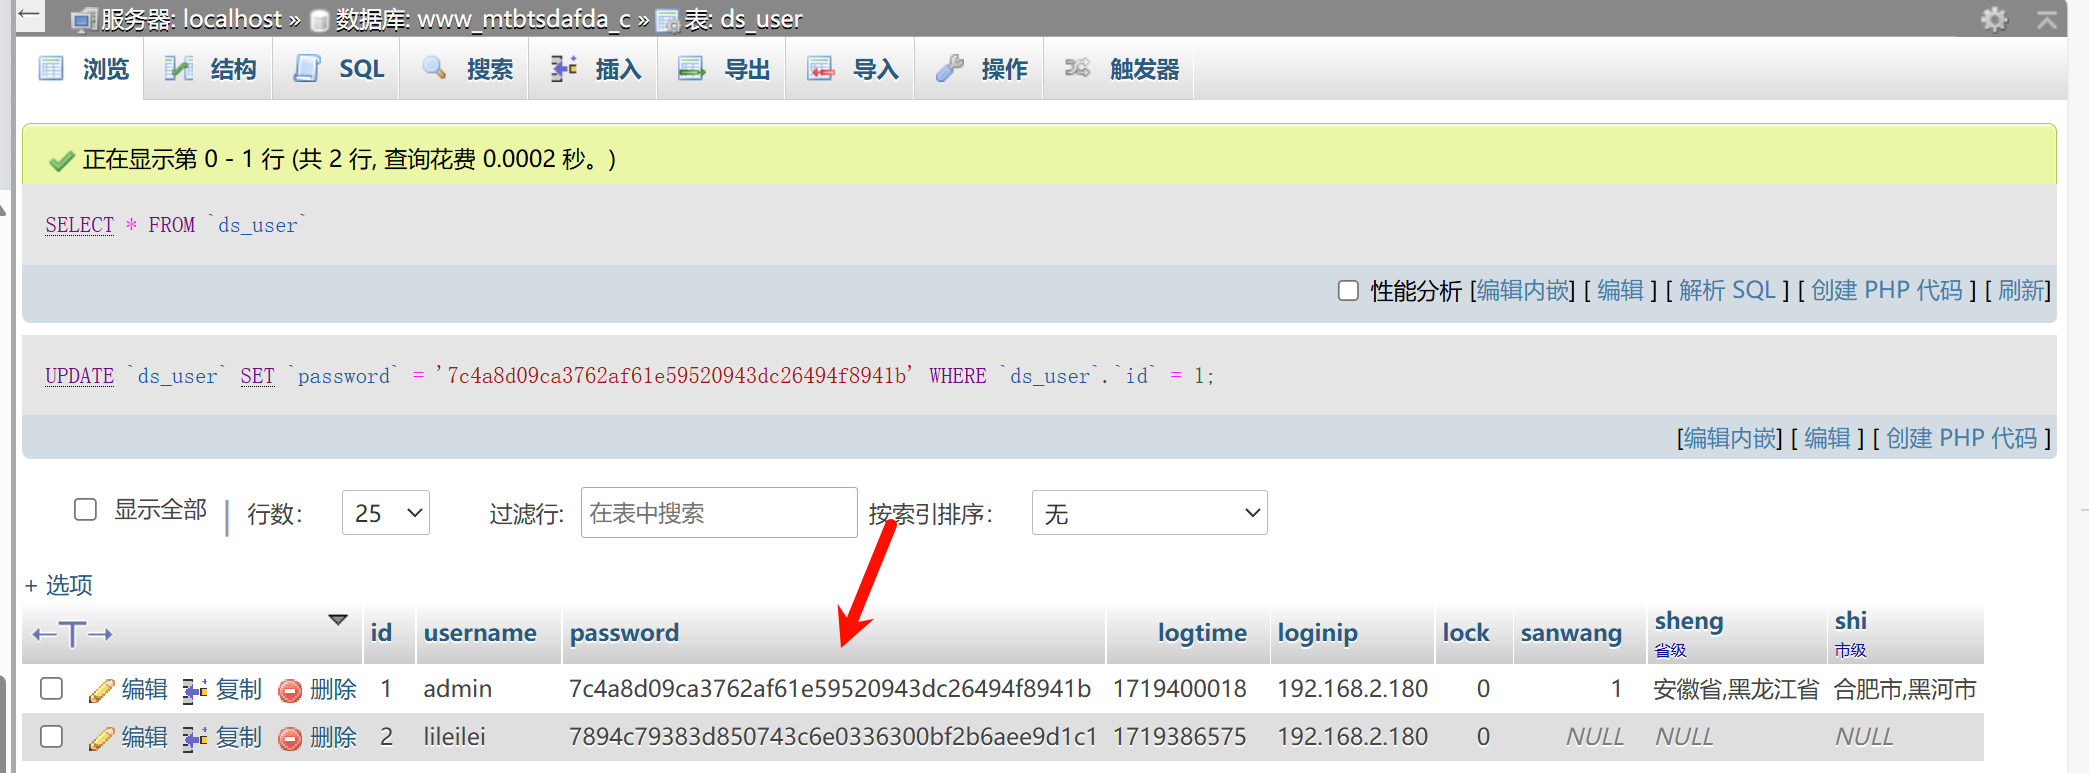 服务器: localhost » 数据库: www_mtbtsdafda_c » 表: ds_user
浏览 结构 SQL 搜索 插入 导出 导入 操作 触发器
正在显示第 0 - 1 行 (共 2 行, 查询花费 0.0002 秒。)
SELECT * FROM `ds_user`
性能分析 [编辑内嵌] [ 编辑 ] [ 解析 SQL ] [ 创建 PHP 代码 ] [ 刷新]
UPDATE `ds_user` SET `password` = '7c4a8d09ca3762af61e59520943dc26494f8941b' WHERE `ds_user`.`id` = 1;
[编辑内嵌] [ 编辑 ] [ 创建 PHP 代码 ]
显示全部 | 行数: 25 过滤行: 在表中搜索 按索引排序: 无
+ 选项
←T→ id username password logtime loginip lock sanwang sheng shi
省级 市级
编辑 复制 删除 1 admin 7c4a8d09ca3762af61e59520943dc26494f8941b 1719400018 192.168.2.180 0 1 安徽省,黑龙江省 合肥市,黑河市
编辑 复制 删除 2 lileilei 7894c79383d850743c6e0336300bf2b6aee9d1c1 1719386575 192.168.2.180 0 NULL NULL NULL